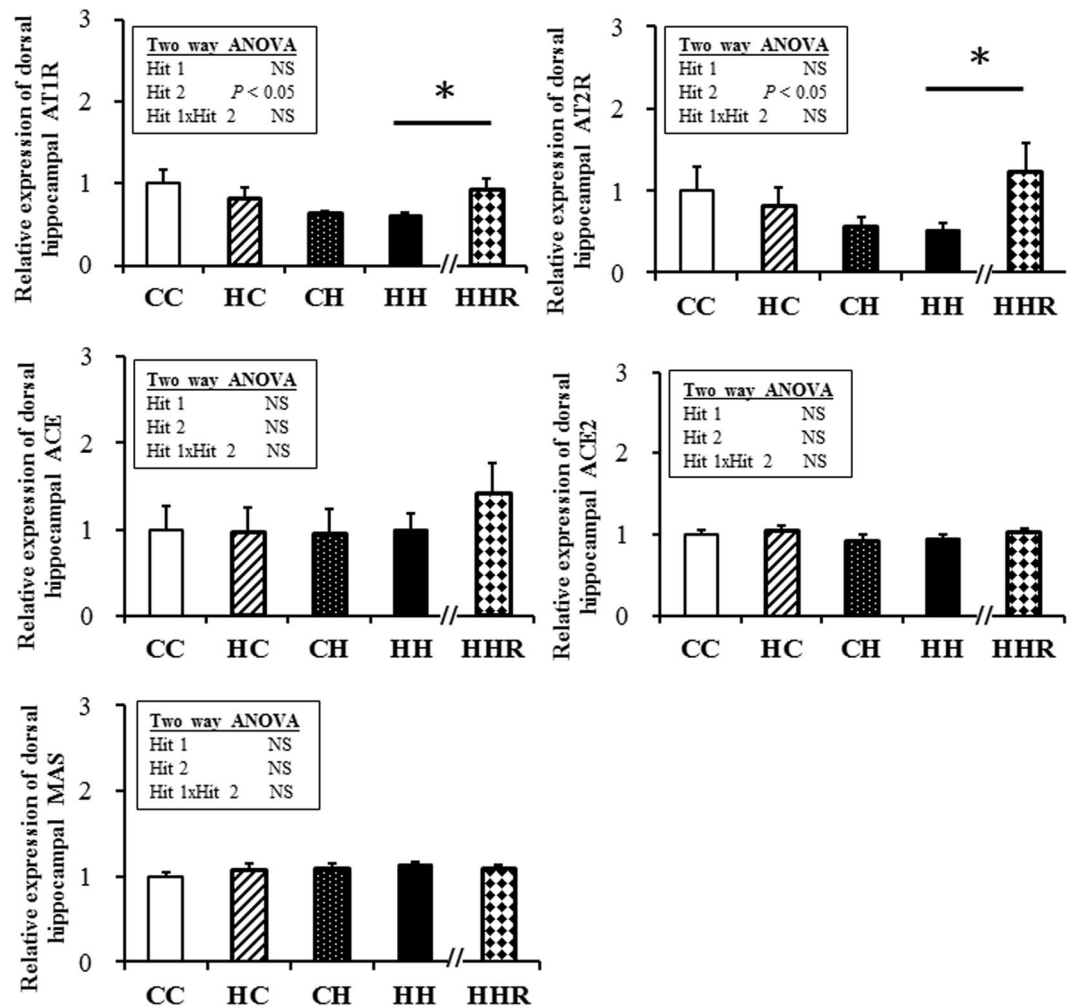 Relative expression of dorsal
hippocampal AT1R
3
2
1
0
Two way ANOVA
Hit 1 NS
Hit 2 P < 0.05
Hit 1xHit 2 NS
*
CC HC CH HH // HHR
Relative expression of dorsal
hippocampal AT2R
3
2
1
0
Two way ANOVA
Hit 1 NS
Hit 2 P < 0.05
Hit 1xHit 2 NS
*
CC HC CH HH // HHR
Relative expression of dorsal
hippocampal ACE
3
2
1
0
Two way ANOVA
Hit 1 NS
Hit 2 NS
Hit 1xHit 2 NS
CC HC CH HH // HHR
Relative expression of dorsal
hippocampal ACE2
3
2
1
0
Two way ANOVA
Hit 1 NS
Hit 2 NS
Hit 1xHit 2 NS
CC HC CH HH // HHR
Relative expression of dorsal
hippocampal MAS
3
2
1
0
Two way ANOVA
Hit 1 NS
Hit 2 NS
Hit 1xHit 2 NS
CC HC CH HH // HHR